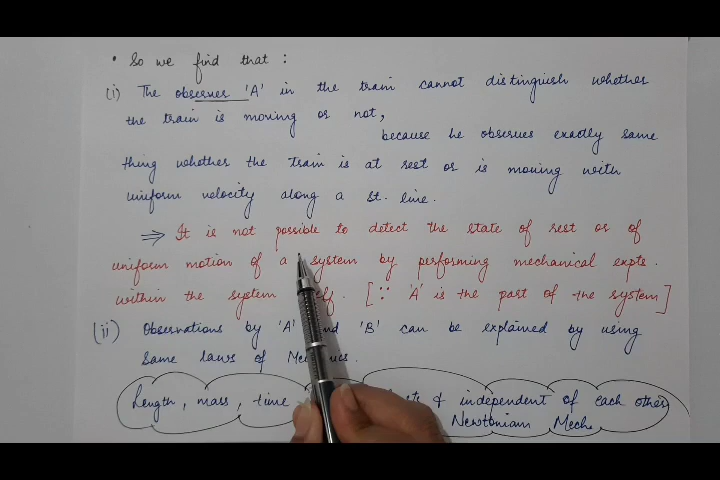 • So we find that :
(i) The observer 'A' in the train cannot distinguish whether
the train is moving or not,
because he observes exactly same
thing whether the train is at rest or is moving with
uniform velocity along a st. line.
⇒ It is not possible to detect the state of rest or of
uniform motion of a system by performing mechanical expts.
within the system [∵ 'A' is the part of the system]
(ii) Observations by 'A' and 'B' can be explained by using
Same laws of Mechanics.
Length, mass, time & independent of each other
Newtonian Mech.